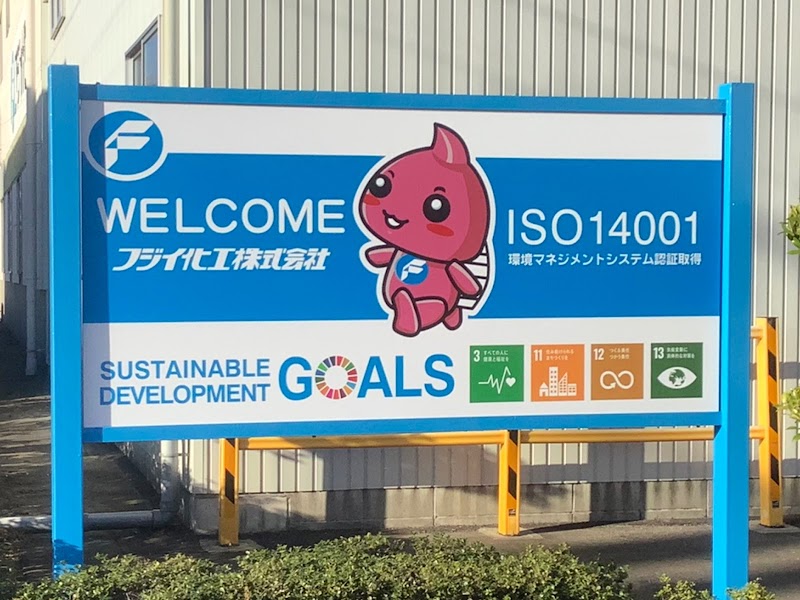 WELCOME
フジイ化工株式会社
ISO14001
環境マネジメントシステム認証取得
SUSTAINABLE
DEVELOPMENT
GOALS
3 すべての人に
健康と福祉を
11 住み続けられる
まちづくりを
12 つくる責任
つかう責任
13 気候変動に
具体的な対策を